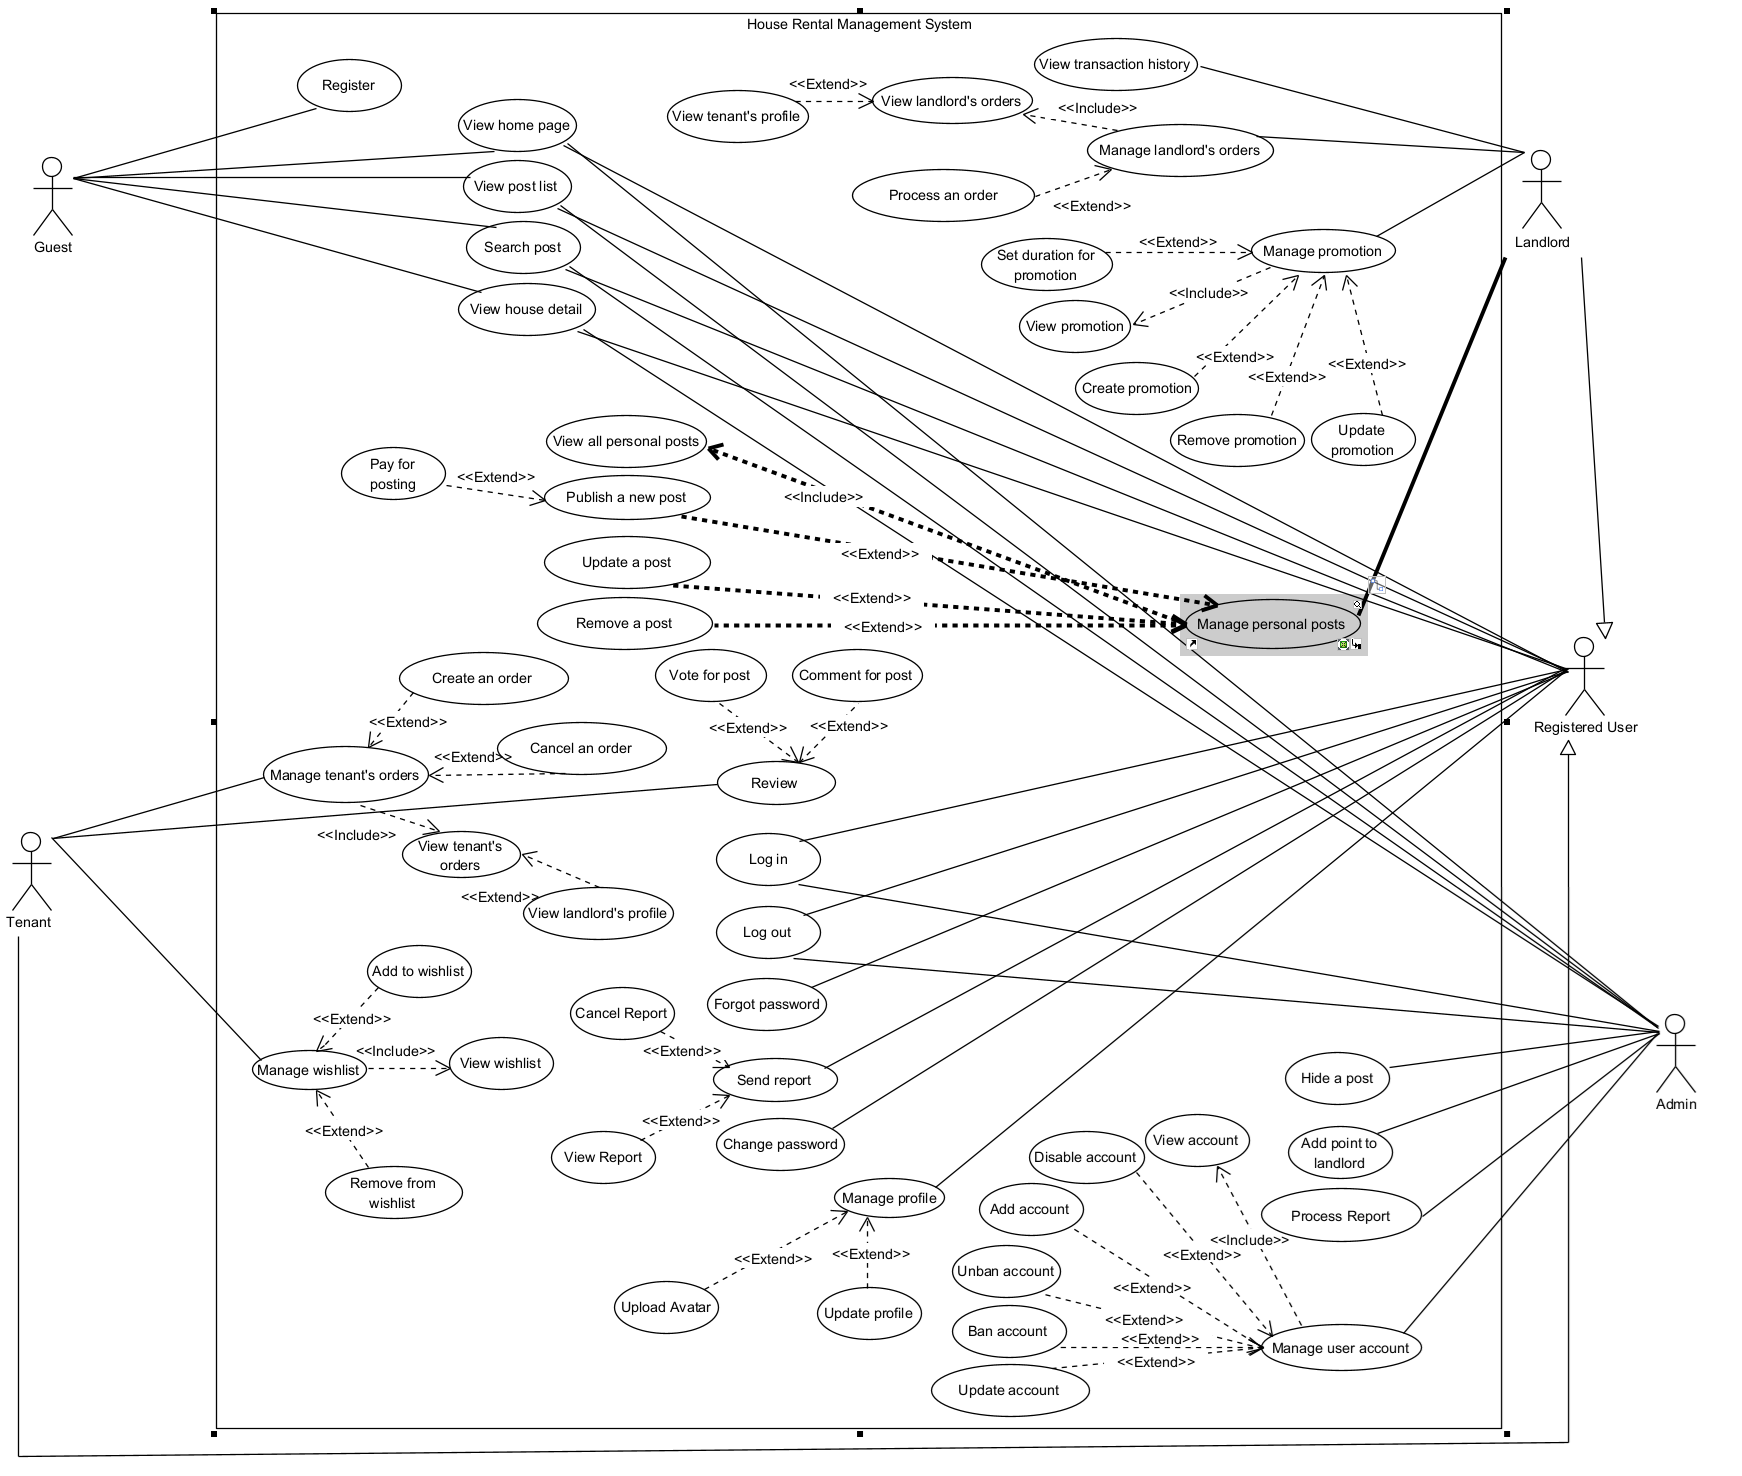 House Rental Management System
Register
View home page
View post list
Search post
View house detail
Guest
View transaction history
<<Extend>>
View landlord's orders
View tenant's profile
<<Include>>
Manage landlord's orders
Process an order
<<Extend>>
Landlord
Set duration for
promotion
<<Extend>>
Manage promotion
<<Include>>
View promotion
<<Extend>>
Create promotion
<<Extend>>
<<Extend>>
Remove promotion
Update
promotion
View all personal posts
Pay for
posting
<<Extend>>
Publish a new post
<<Include>>
<<Extend>>
Update a post
<<Extend>>
Remove a post
<<Extend>>
Manage personal posts
Create an order
Vote for post
Comment for post
<<Extend>>
<<Extend>>
<<Extend>>
Registered User
<<Extend>>
Cancel an order
Manage tenant's orders
Review
<<Include>>
View tenant's
orders
Log in
<<Extend>>
View landlord's profile
Tenant
Log out
Add to wishlist
Forgot password
Cancel Report
<<Extend>>
<<Include>>
<<Extend>>
Manage wishlist
View wishlist
Send report
Hide a post
Admin
<<Extend>>
<<Extend>>
Change password
View Report
View account
Disable account
Add point to
landlord
Remove from
wishlist
Manage profile
Add account
Process Report
<<Extend>>
<<Extend>>
<<Include>>
<<Extend>>
Unban account
<<Extend>>
Upload Avatar
Update profile
<<Extend>>
Ban account
<<Extend>>
Manage user account
<<Extend>>
Update account